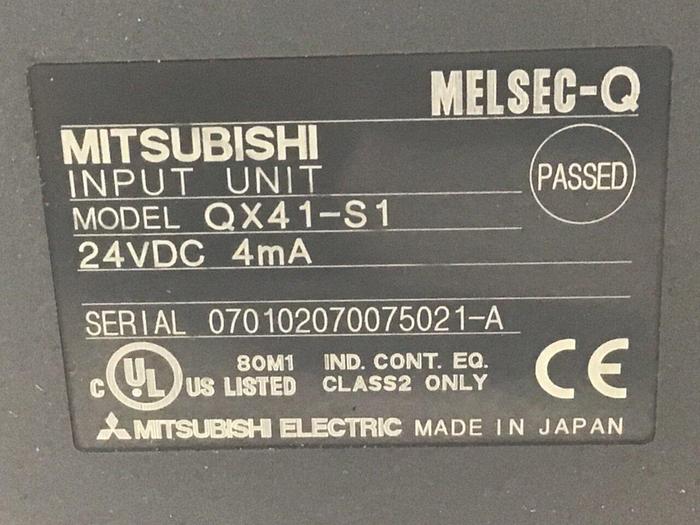 MELSEC-Q
MITSUBISHI
INPUT UNIT
PASSED
MODEL QX41-S1
24VDC 4mA
SERIAL 070102070075021-A
C UL US LISTED 80M1 IND. CONT. EQ.
CLASS2 ONLY
CE
MITSUBISHI ELECTRIC MADE IN JAPAN